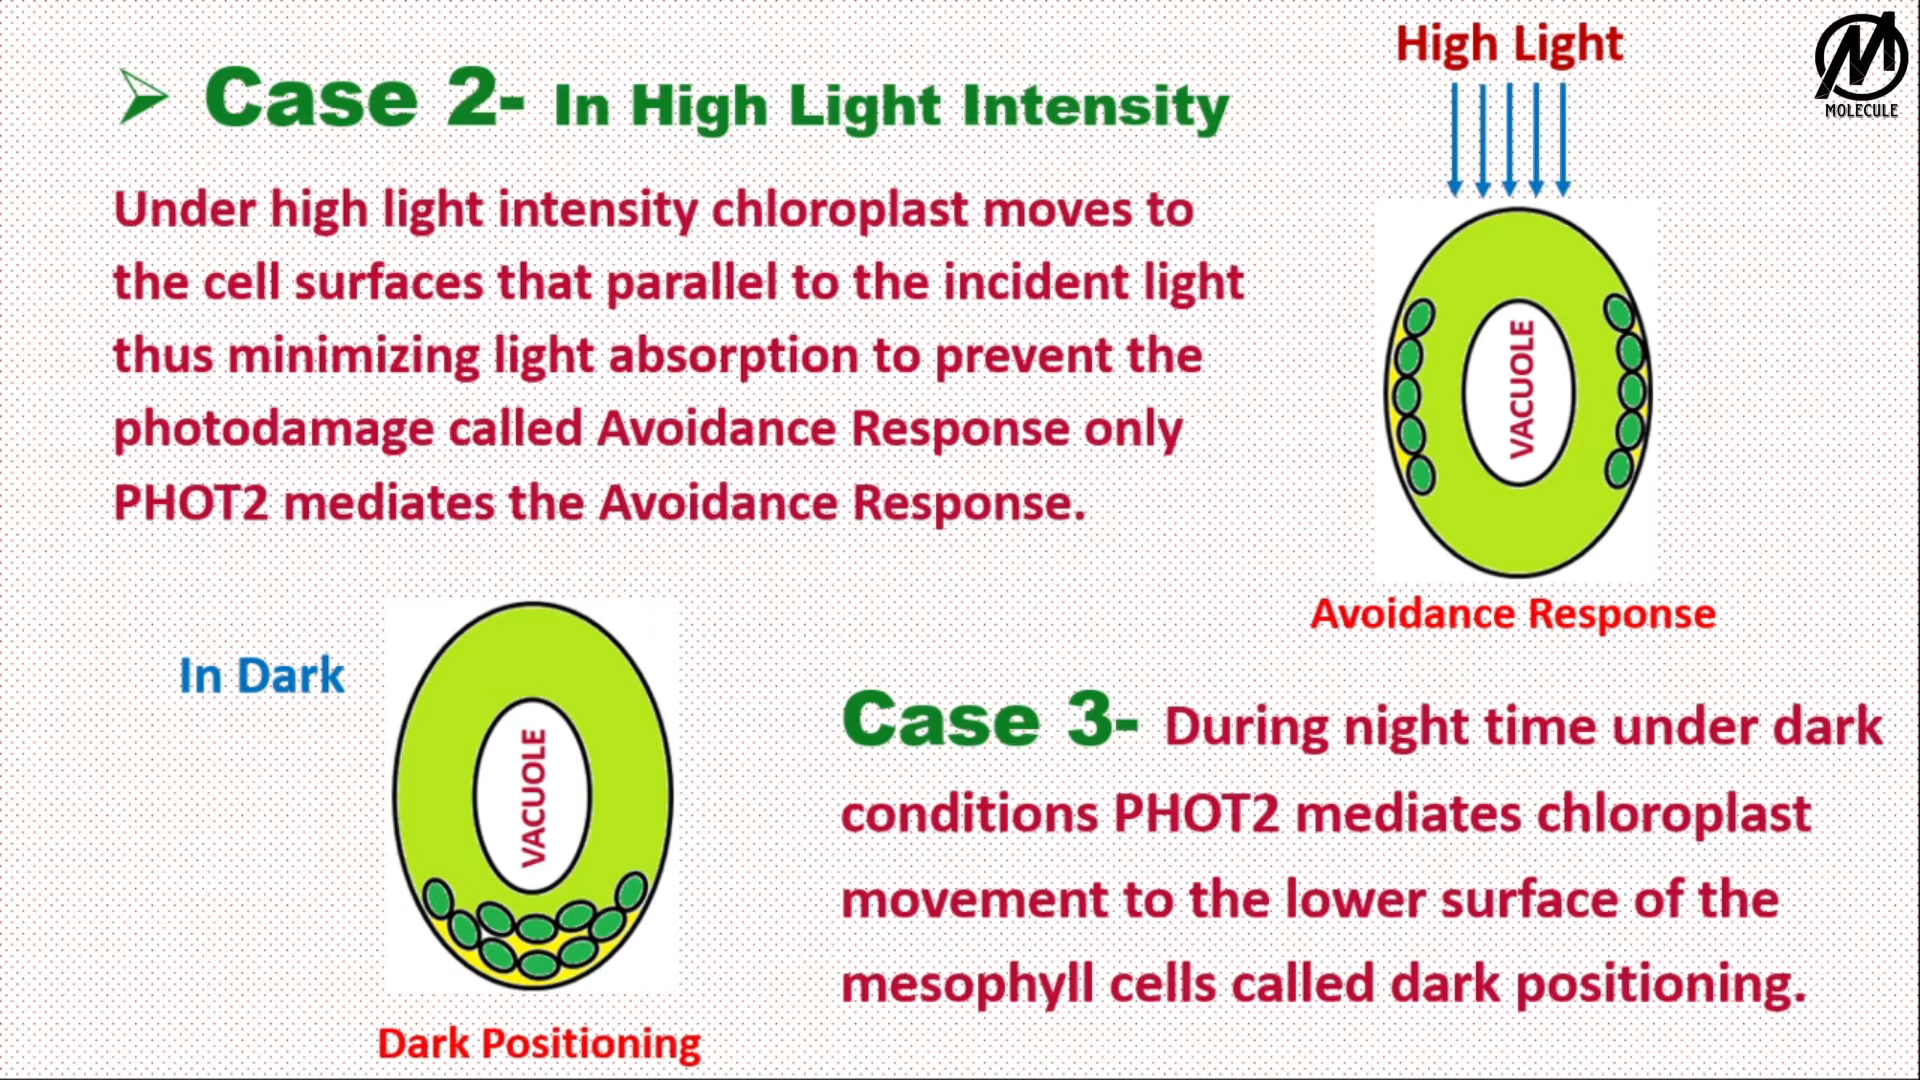 High Light
MOLECULE
➢ Case 2- In High Light Intensity
Under high light intensity chloroplast moves to
the cell surfaces that parallel to the incident light
thus minimizing light absorption to prevent the
photodamage called Avoidance Response only
PHOT2 mediates the Avoidance Response.
VACUOLE
Avoidance Response
In Dark
VACUOLE
Dark Positioning
Case 3- During night time under dark
conditions PHOT2 mediates chloroplast
movement to the lower surface of the
mesophyll cells called dark positioning.